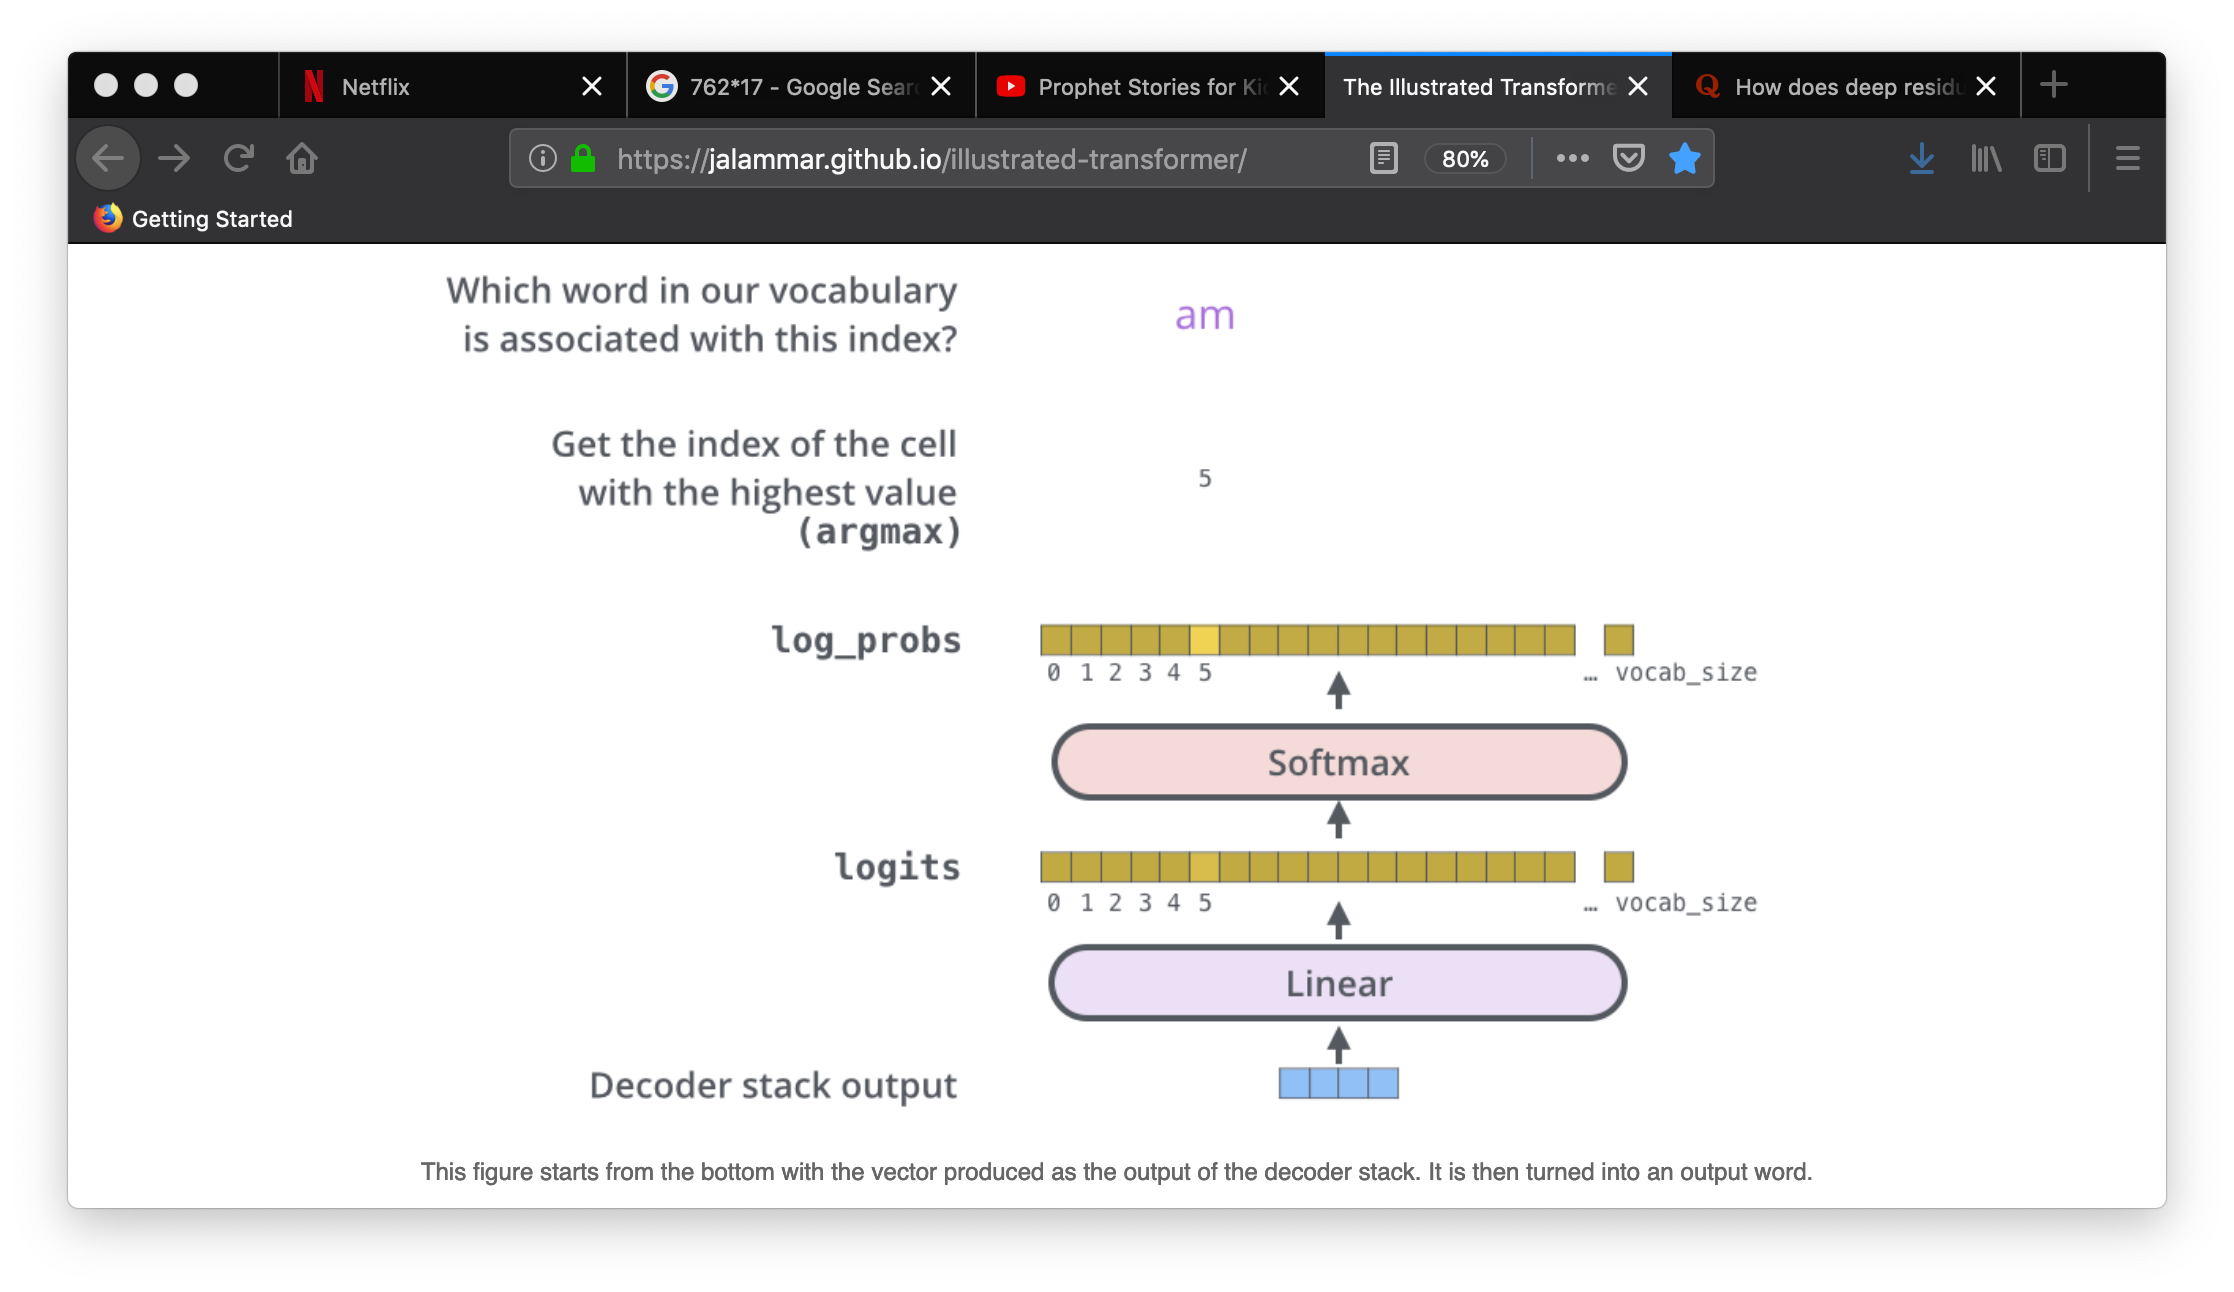 Netflix
762*17 - Google Sear
Prophet Stories for Ki
The Illustrated Transforme
How does deep resid
https://jalammar.github.io/illustrated-transformer/
80%
Getting Started
Which word in our vocabulary
is associated with this index?
am
Get the index of the cell
with the highest value
(argmax)
5
log_probs
0 1 2 3 4 5 … vocab_size
Softmax
logits
0 1 2 3 4 5 … vocab_size
Linear
Decoder stack output
This figure starts from the bottom with the vector produced as the output of the decoder stack. It is then turned into an output word.